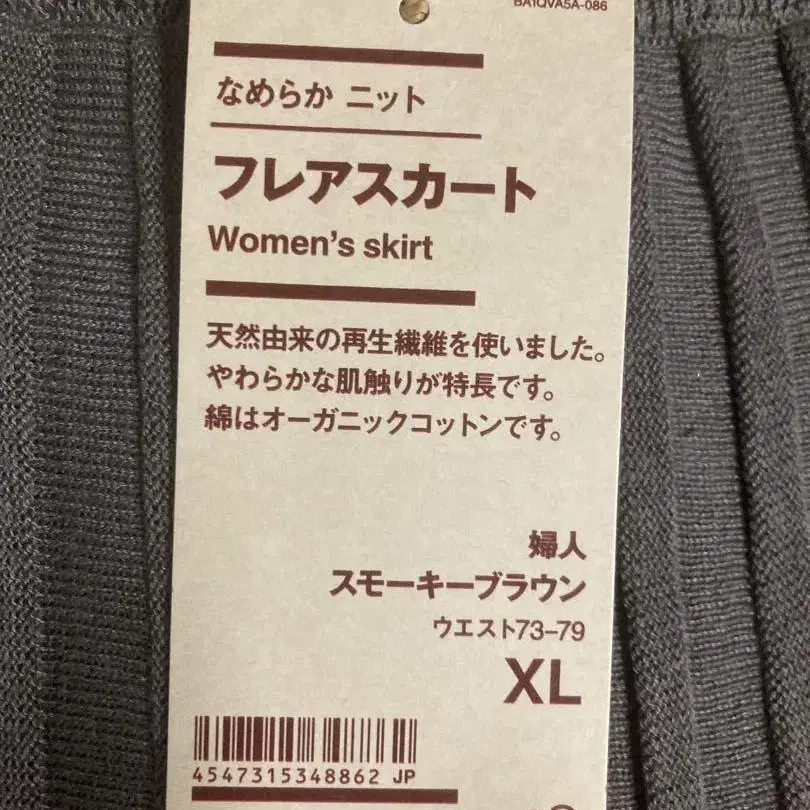 BA1QVA5A-086
なめらか ニット
フレアスカート
Women's skirt
天然由来の再生繊維を使いました。
やわらかな肌触りが特長です。
綿はオーガニックコットンです。
婦人
スモーキーブラウン
ウエスト73–79
XL
4547315348862 JP